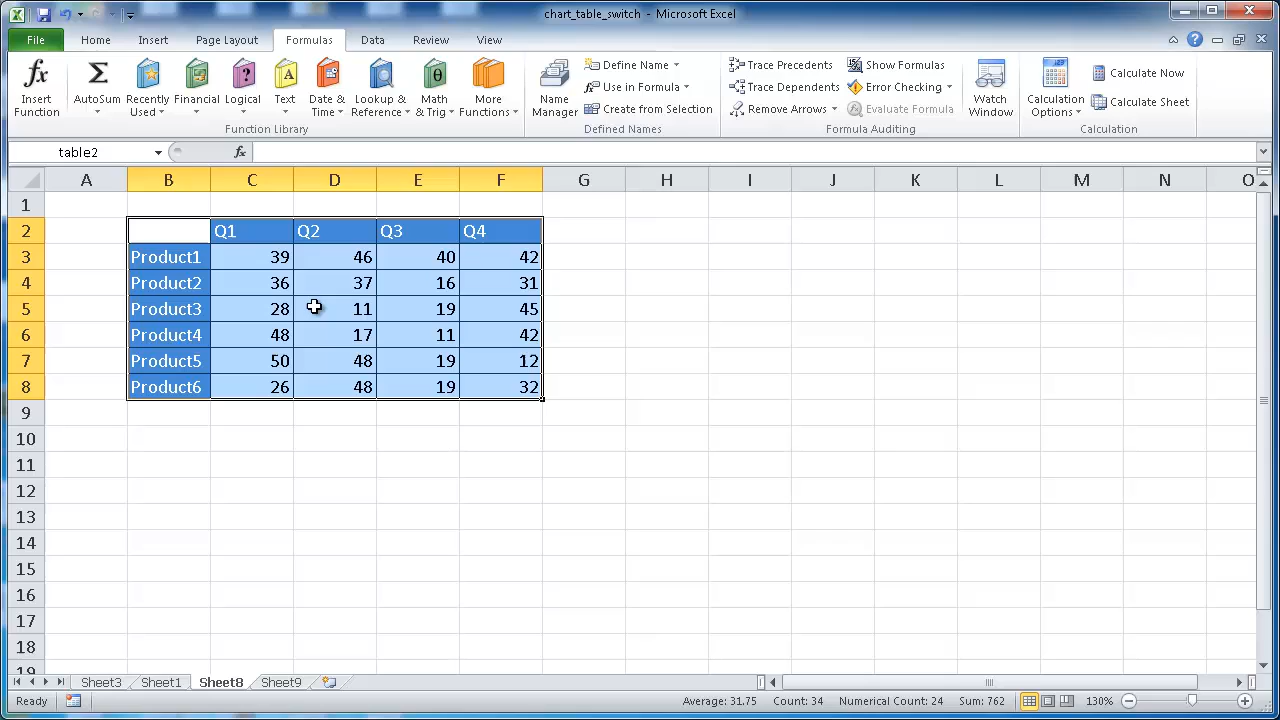 chart_table_switch - Microsoft Excel
File Home Insert Page Layout Formulas Data Review View
Insert Function
AutoSum
Recently Used
Financial
Logical
Text
Date & Time
Lookup & Reference
Math & Trig
More Functions
Function Library
Name Manager
Define Name
Use in Formula
Create from Selection
Defined Names
Trace Precedents
Trace Dependents
Remove Arrows
Show Formulas
Error Checking
Evaluate Formula
Formula Auditing
Watch Window
Calculation Options
Calculate Now
Calculate Sheet
Calculation
table2 fx
A B C D E F G H I J K L M N O
1
2 Q1 Q2 Q3 Q4
3 Product1 39 46 40 42
4 Product2 36 37 16 31
5 Product3 28 11 19 45
6 Product4 48 17 11 42
7 Product5 50 48 19 12
8 Product6 26 48 19 32
9
10
11
12
13
14
15
16
17
18
19
Sheet3 Sheet1 Sheet8 Sheet9
Ready Average: 31.75 Count: 34 Numerical Count: 24 Sum: 762 130%